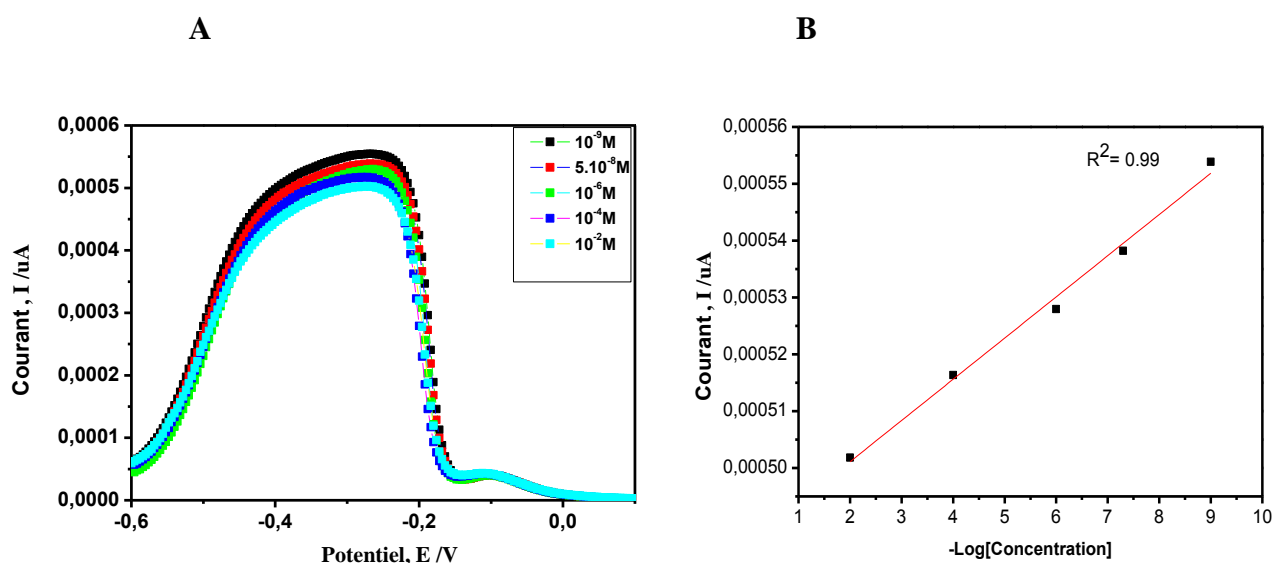 A
B
0,0006
0,0005
0,0004
0,0003
0,0002
0,0001
0,0000
-0,6
-0,4
-0,2
0,0
Courant , I /uA
Potentiel, E /V
10⁻⁹M
5.10⁻⁸M
10⁻⁶M
10⁻⁴M
10⁻²M
0,00056
0,00055
0,00054
0,00053
0,00052
0,00051
0,00050
1 2 3 4 5 6 7 8 9 10
Courant , I /uA
-Log[Concentration]
R²= 0.99